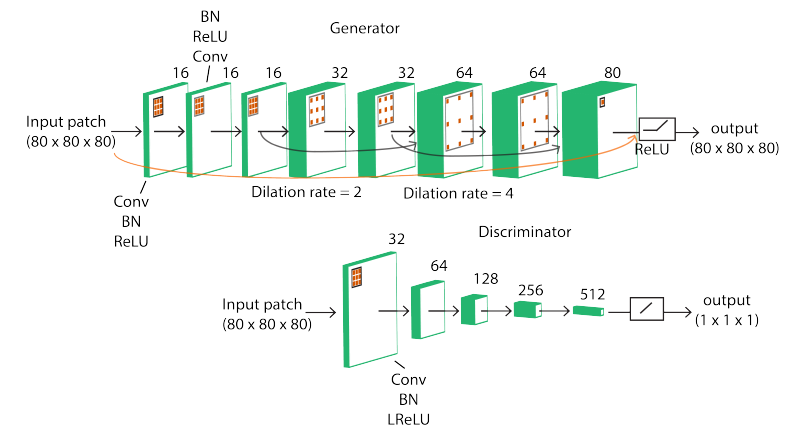 Generator
BN
ReLU
Conv
16
16
16
32
32
64
64
80
Input patch
(80 x 80 x 80)
output
(80 x 80 x 80)
ReLU
Conv
BN
ReLU
Dilation rate = 2
Dilation rate = 4
Discriminator
32
64
128
256
512
Input patch
(80 x 80 x 80)
output
(1 x 1 x 1)
Conv
BN
LReLU